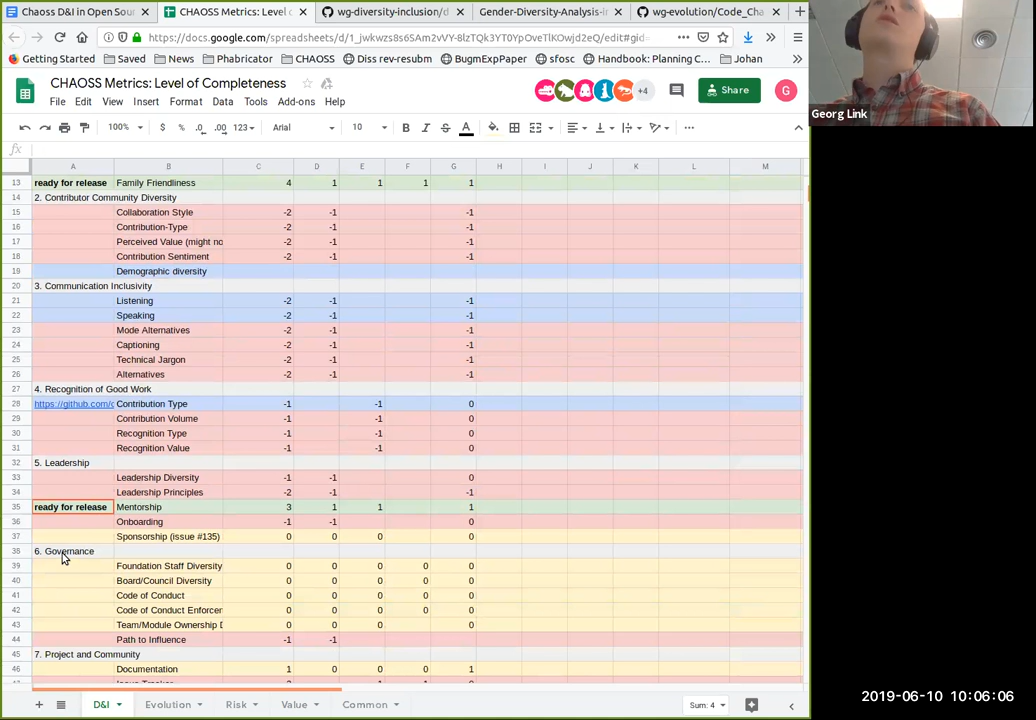 Chaoss D&I in Open Sour
CHAOSS Metrics: Level c
wg-diversity-inclusion/d
Gender-Diversity-Analysis-I
wg-evolution/Code_Cha
https://docs.google.com/spreadsheets/d/1_jwkwzs8s6SAm2vVY-8lzTQk3YT0YpOveTlKOwjd2eQ/edit#gid=
Getting Started
Saved
News
Phabricator
CHAOSS
Diss rev-resubm
BugmExpPaper
sfosc
Handbook: Planning C…
Johan
CHAOSS Metrics: Level of Completeness
File Edit View Insert Format Data Tools Add-ons Help
+4
Share
G
100% $ % .0 .00 123 Arial 10 B I S A
fx
A B C D E F G H I J K L M
13 ready for release Family Friendliness 4 1 1 1 1
14 2. Contributor Community Diversity
15 Collaboration Style -2 -1 -1
16 Contribution-Type -2 -1 -1
17 Perceived Value (might no -2 -1 -1
18 Contribution Sentiment -2 -1 -1
19 Demographic diversity
20 3. Communication Inclusivity
21 Listening -2 -1 -1
22 Speaking -2 -1 -1
23 Mode Alternatives -2 -1 -1
24 Captioning -2 -1 -1
25 Technical Jargon -2 -1 -1
26 Alternatives -2 -1 -1
27 4. Recognition of Good Work
28 https://github.com/c Contribution Type -1 -1 0
29 Contribution Volume -1 -1 0
30 Recognition Type -1 -1 0
31 Recognition Value -1 -1 0
32 5. Leadership
33 Leadership Diversity -1 -1 0
34 Leadership Principles -2 -1 -1
35 ready for release Mentorship 3 1 1 1
36 Onboarding -1 -1 0
37 Sponsorship (issue #135) 0 0 0 0
38 6. Governance
39 Foundation Staff Diversity 0 0 0 0 0
40 Board/Council Diversity 0 0 0 0 0
41 Code of Conduct 0 0 0 0 0
42 Code of Conduct Enforcer 0 0 0 0 0
43 Team/Module Ownership D 0 0 0 0 0
44 Path to Influence -1 -1
45 7. Project and Community
46 Documentation 1 0 0 0 1
D&I Evolution Risk Value Common
Sum: 4
Georg Link
2019-06-10 10:06:06